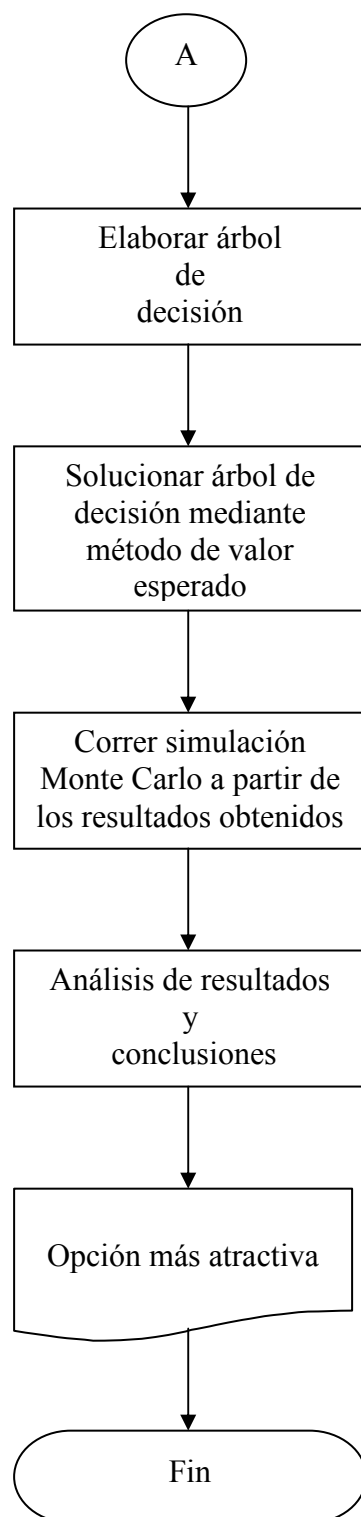 A
Elaborar árbol
de
decisión
Solucionar árbol de
decisión mediante
método de valor
esperado
Correr simulación
Monte Carlo a partir de
los resultados obtenidos
Análisis de resultados
y
conclusiones
Opción más atractiva
Fin